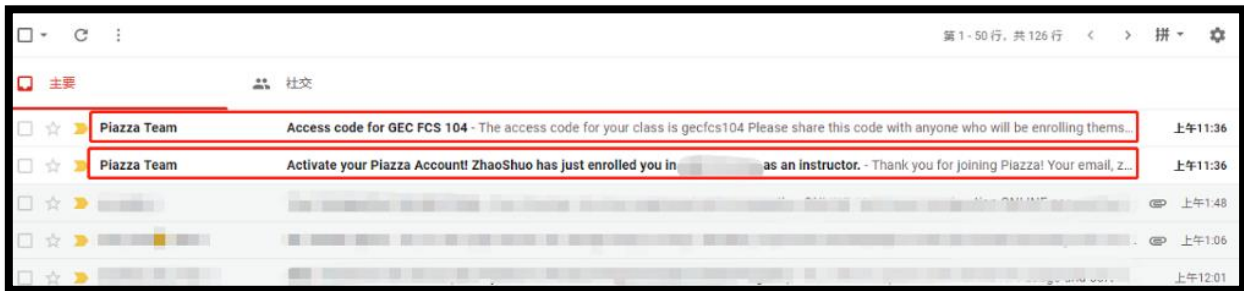 第 1 - 50 行，共 126 行 拼
主要 社交
Piazza Team Access code for GEC FCS 104 - The access code for your class is gecfcs104 Please share this code with anyone who will be enrolling thems... 上午11:36
Piazza Team Activate your Piazza Account! ZhaoShuo has just enrolled you in as an instructor. - Thank you for joining Piazza! Your email, z... 上午11:36
上午1:48
上午1:06
上午12:01